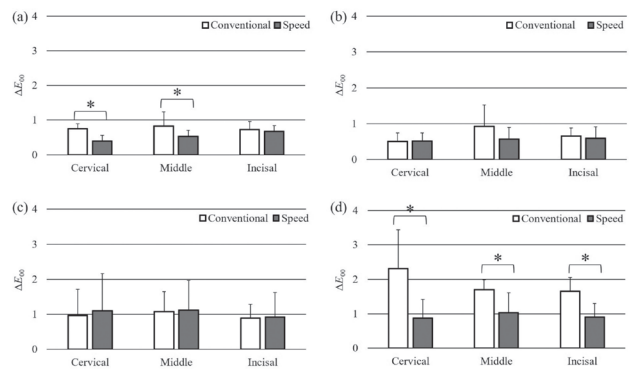 (a)
4
3
2
1
0
ΔE₀₀
Conventional Speed
*
*
Cervical Middle Incisal
(b)
4
3
2
1
0
ΔE₀₀
Conventional Speed
Cervical Middle Incisal
(c)
4
3
2
1
0
ΔE₀₀
Conventional Speed
Cervical Middle Incisal
(d)
4
3
2
1
0
ΔE₀₀
Conventional Speed
*
*
*
Cervical Middle Incisal